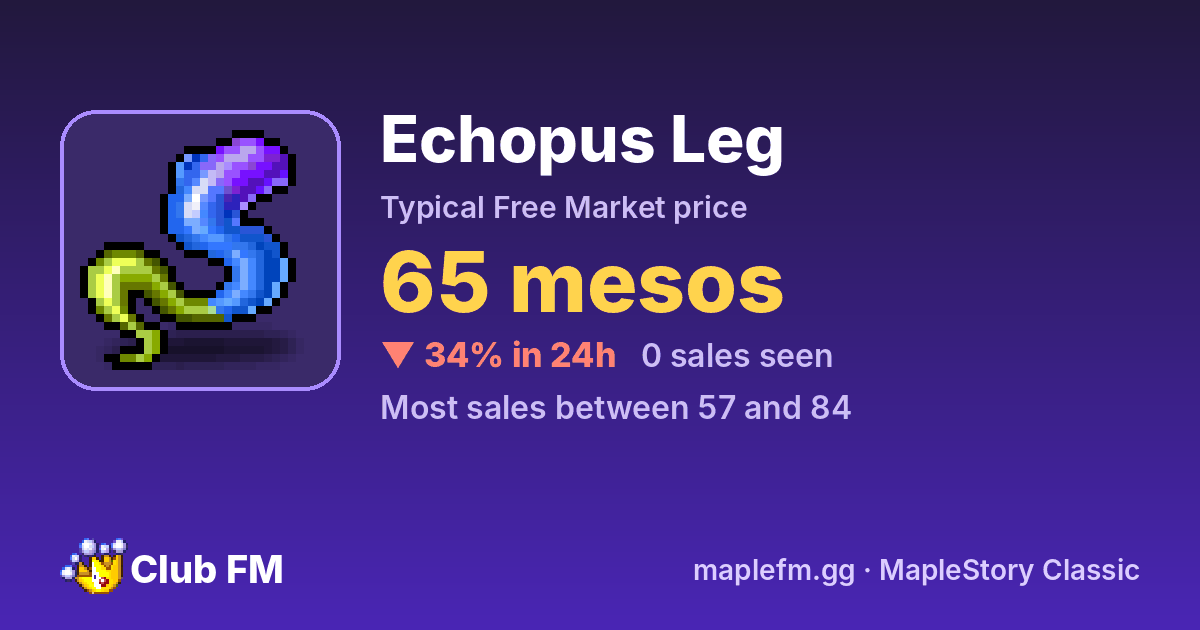 Echopus Leg
Typical Free Market price
65 mesos
▼ 34% in 24h 0 sales seen
Most sales between 57 and 84
Club FM
maplefm.gg · MapleStory Classic